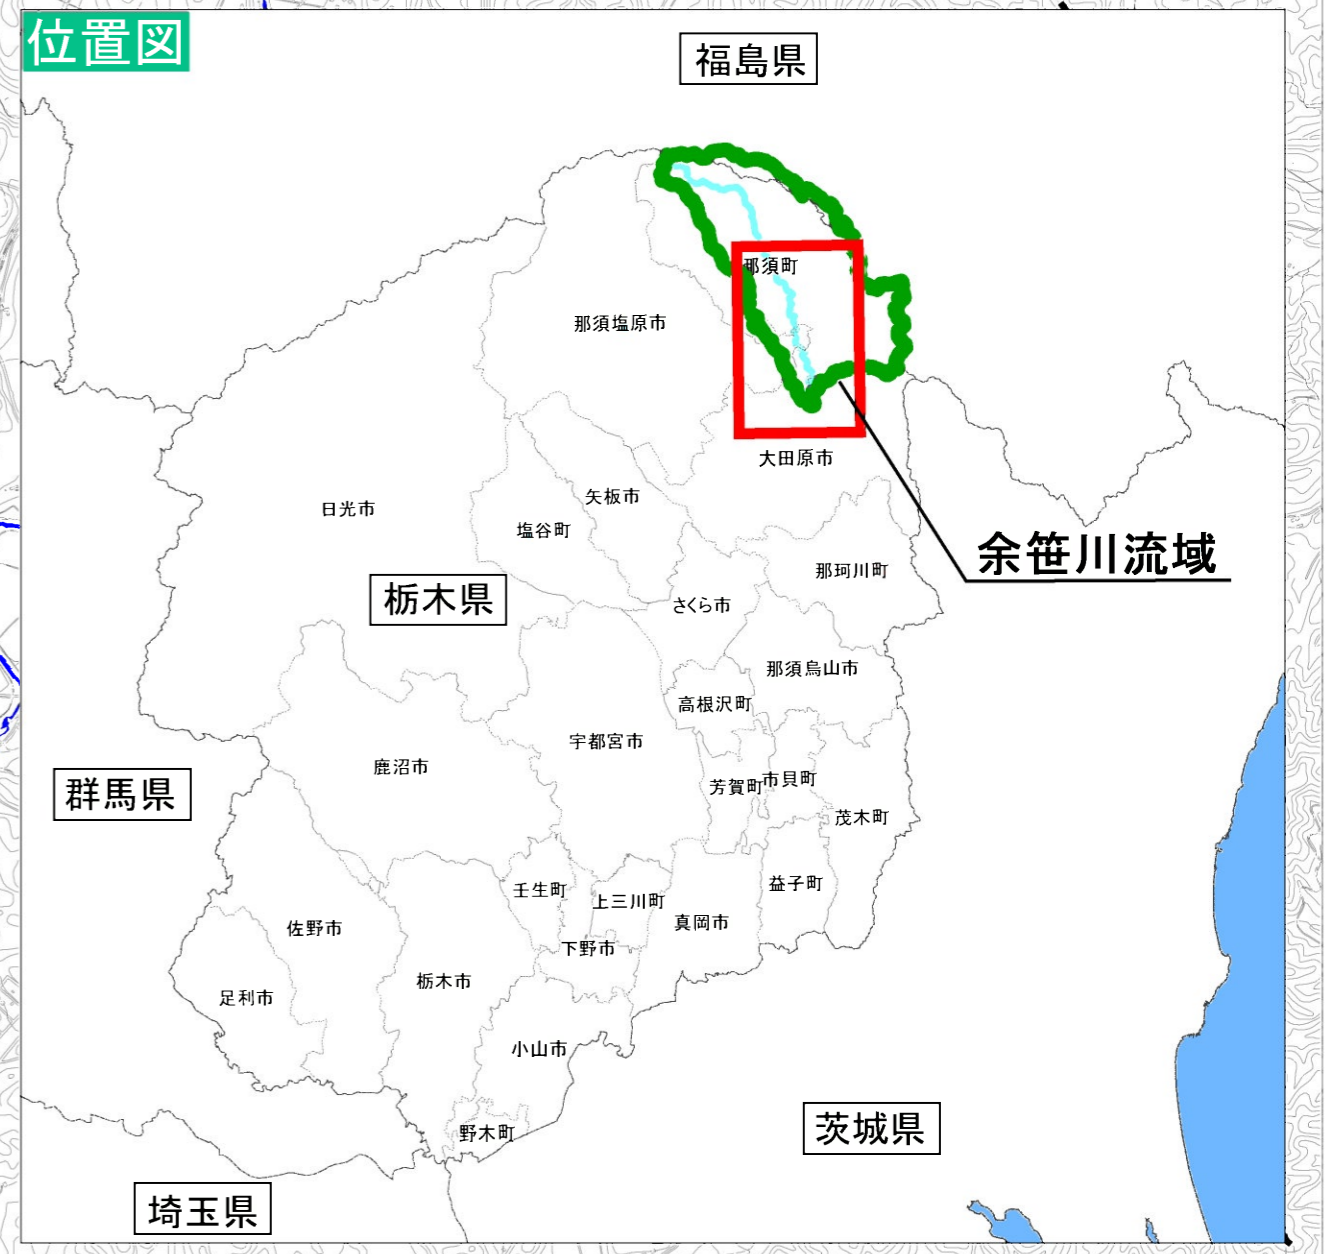 位置図
福島県
那須町
那須塩原市
大田原市
矢板市
日光市
塩谷町
余笹川流域
那珂川町
栃木県
さくら市
那須烏山市
高根沢町
宇都宮市
鹿沼市
芳賀町
市貝町
群馬県
茂木町
益子町
壬生町
上三川町
真岡市
佐野市
下野市
栃木市
足利市
小山市
茨城県
野木町
埼玉県